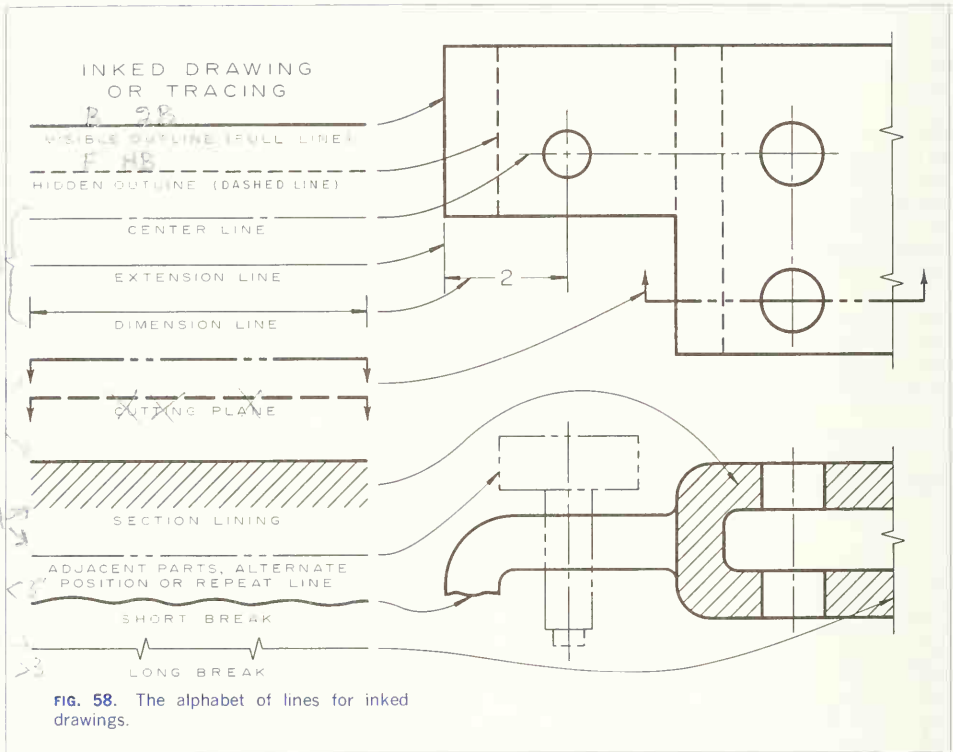 INKED DRAWING
OR TRACING
B 2B
VISIBLE OUTLINE (FULL LINE)
F HB
HIDDEN OUTLINE (DASHED LINE)
CENTER LINE
EXTENSION LINE
2
DIMENSION LINE
CUTTING PLANE
SECTION LINING
ADJACENT PARTS, ALTERNATE
POSITION OR REPEAT LINE
SHORT BREAK
LONG BREAK
FIG. 58. The alphabet of lines for inked
drawings.